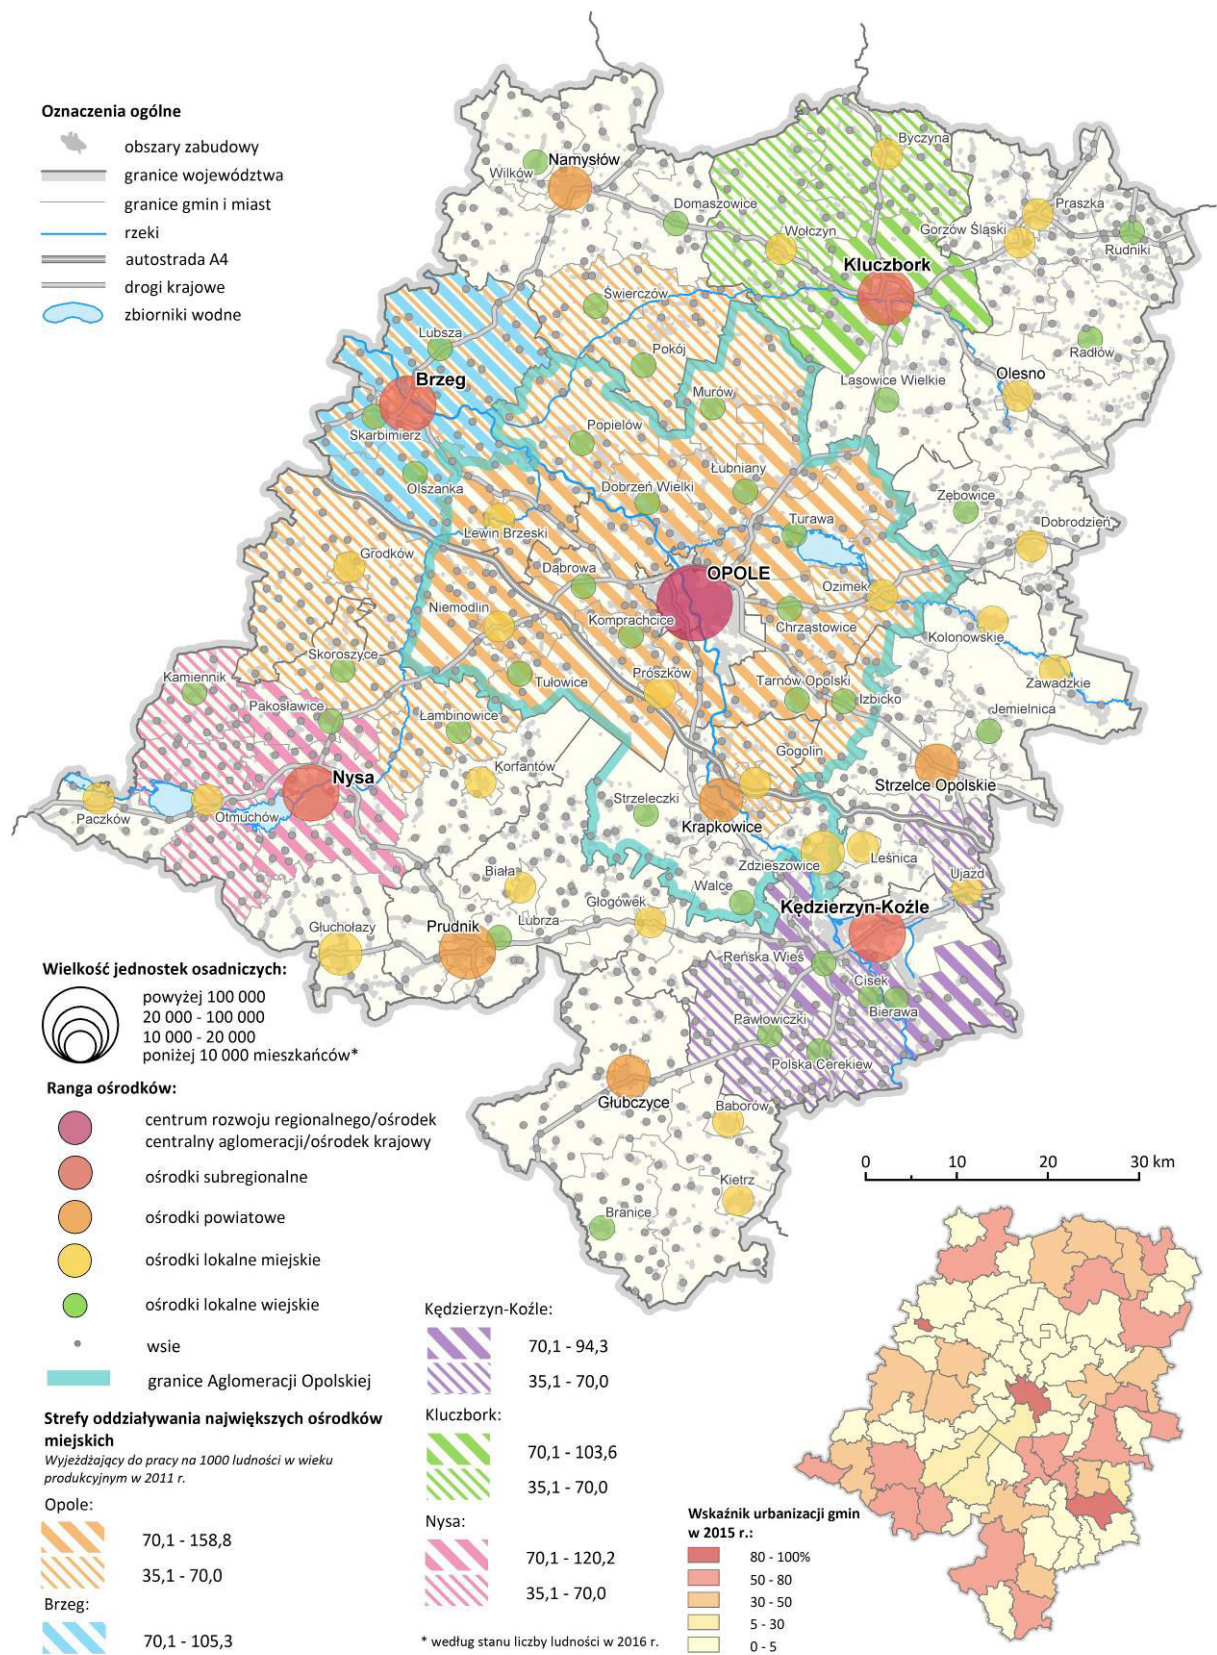 Oznaczenia ogólne
obszary zabudowy
granice województwa
granice gmin i miast
rzeki
autostrada A4
drogi krajowe
zbiorniki wodne
Byczyna
Namysłów
Wilków
Praszka
Domaszowice
Wołczyn
Gorzów Śląski
Rudniki
Kluczbork
Świerczów
Lubsza
Pokój
Radłów
Brzeg
Lasowice Wielkie
Olesno
Murów
Skarbimierz
Popielów
Łubniany
Olszanka
Dobrzeń Wielki
Zębowice
Lewin Brzeski
Turawa
Dobrodzień
Grodków
Dąbrowa
OPOLE
Ozimek
Niemodlin
Komprachcice
Chrząstowice
Kolonowskie
Skoroszyce
Kamiennik
Tułowice
Prószków
Tarnów Opolski
Izbicko
Zawadzkie
Pakosławice
Łambinowice
Jemielnica
Gogolin
Nysa
Korfantów
Strzelce Opolskie
Paczków
Otmuchów
Strzeleczki
Krapkowice
Zdzieszowice
Leśnica
Biała
Ujazd
Walce
Kędzierzyn-Koźle
Głuchołazy
Prudnik
Lubrza
Głogówek
Reńska Wieś
Cisek
Bierawa
Pawłowiczki
Polska Cerekiew
Głubczyce
Baborów
Kietrz
Branice
Wielkość jednostek osadniczych:
powyżej 100 000
20 000 - 100 000
10 000 - 20 000
poniżej 10 000 mieszkańców*
Ranga ośrodków:
centrum rozwoju regionalnego/ośrodek
centralny aglomeracji/ośrodek krajowy
ośrodki subregionalne
ośrodki powiatowe
ośrodki lokalne miejskie
ośrodki lokalne wiejskie
wsie
granice Aglomeracji Opolskiej
Strefy oddziaływania największych ośrodków
miejskich
Wyjeżdżający do pracy na 1000 ludności w wieku
produkcyjnym w 2011 r.
Opole:
70,1 - 158,8
35,1 - 70,0
Brzeg:
70,1 - 105,3
Kędzierzyn-Koźle:
70,1 - 94,3
35,1 - 70,0
Kluczbork:
70,1 - 103,6
35,1 - 70,0
Nysa:
70,1 - 120,2
35,1 - 70,0
* według stanu liczby ludności w 2016 r.
0 10 20 30 km
Wskaźnik urbanizacji gmin
w 2015 r.:
80 - 100%
50 - 80
30 - 50
5 - 30
0 - 5